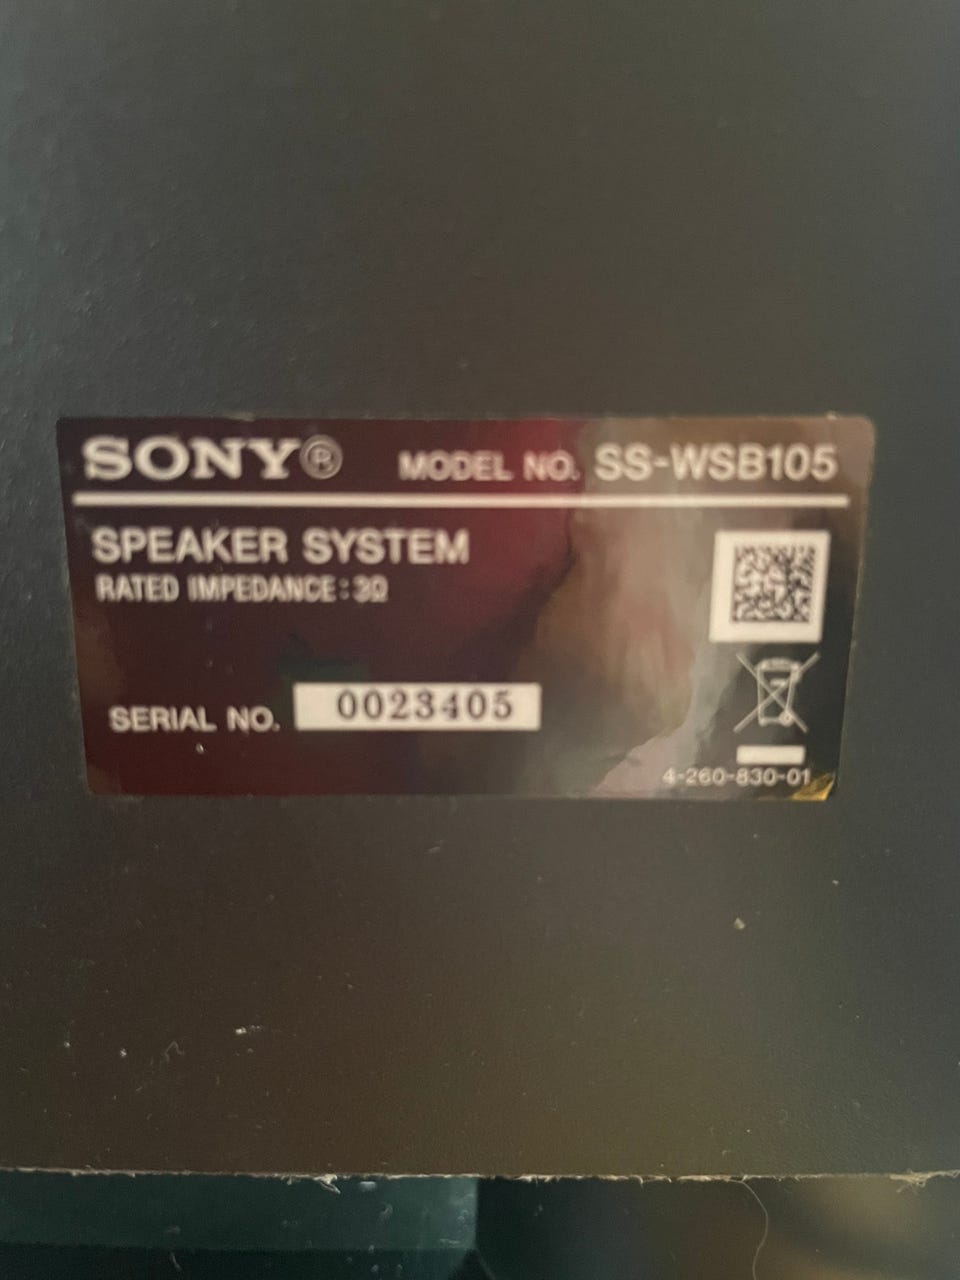 SONY® MODEL NO. SS-WSB105
SPEAKER SYSTEM
RATED IMPEDANCE : 3Ω
SERIAL NO. 0023405
4-260-830-01